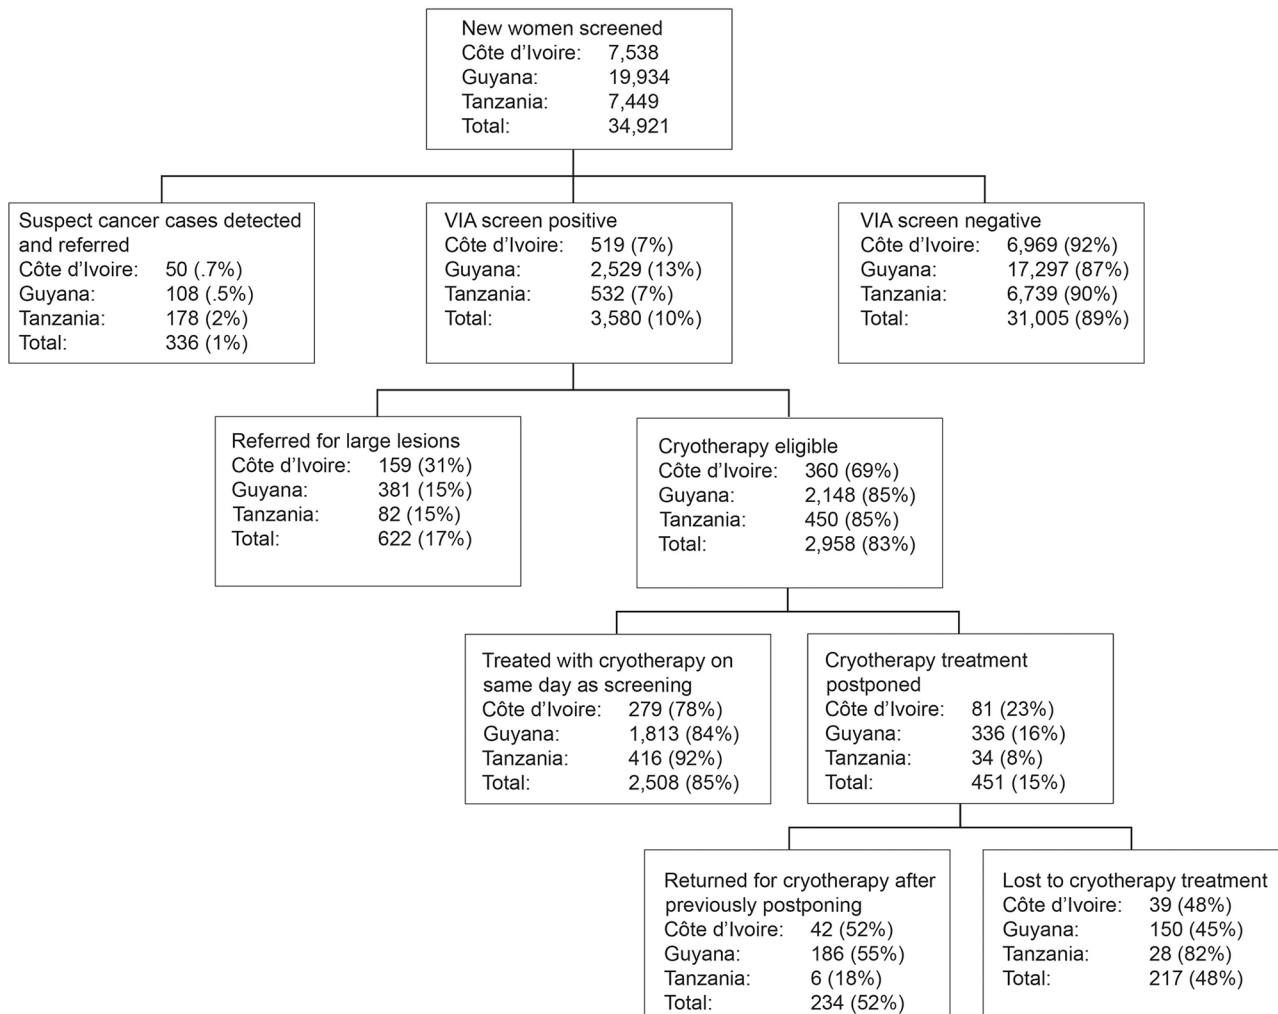 New women screened
Côte d’Ivoire: 7,538
Guyana: 19,934
Tanzania: 7,449
Total: 34,921
Suspect cancer cases detected
and referred
Côte d’Ivoire: 50 (.7%)
Guyana: 108 (.5%)
Tanzania: 178 (2%)
Total: 336 (1%)
VIA screen positive
Côte d’Ivoire: 519 (7%)
Guyana: 2,529 (13%)
Tanzania: 532 (7%)
Total: 3,580 (10%)
VIA screen negative
Côte d’Ivoire: 6,969 (92%)
Guyana: 17,297 (87%)
Tanzania: 6,739 (90%)
Total: 31,005 (89%)
Referred for large lesions
Côte d’Ivoire: 159 (31%)
Guyana: 381 (15%)
Tanzania: 82 (15%)
Total: 622 (17%)
Cryotherapy eligible
Côte d’Ivoire: 360 (69%)
Guyana: 2,148 (85%)
Tanzania: 450 (85%)
Total: 2,958 (83%)
Treated with cryotherapy on
same day as screening
Côte d’Ivoire: 279 (78%)
Guyana: 1,813 (84%)
Tanzania: 416 (92%)
Total: 2,508 (85%)
Cryotherapy treatment
postponed
Côte d’Ivoire: 81 (23%)
Guyana: 336 (16%)
Tanzania: 34 (8%)
Total: 451 (15%)
Returned for cryotherapy after
previously postponing
Côte d’Ivoire: 42 (52%)
Guyana: 186 (55%)
Tanzania: 6 (18%)
Total: 234 (52%)
Lost to cryotherapy treatment
Côte d’Ivoire: 39 (48%)
Guyana: 150 (45%)
Tanzania: 28 (82%)
Total: 217 (48%)